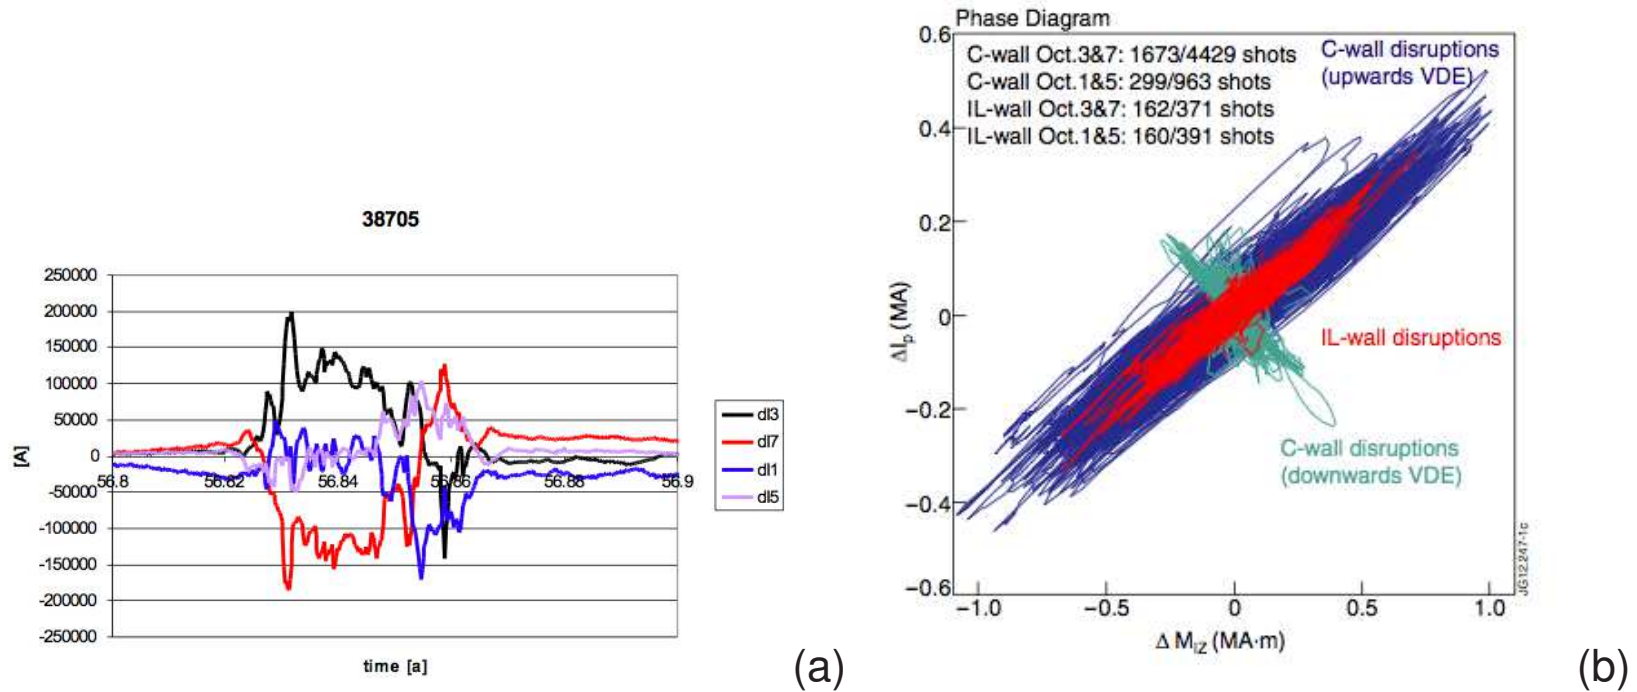 38705
250000
200000
150000
100000
50000
0
-50000
-100000
-150000
-200000
-250000
[A]
56.8
56.82
56.84
56.86
56.88
56.9
time [a]
dI3
dI7
dI1
dI5
(a)
Phase Diagram
C-wall Oct.3&7: 1673/4429 shots
C-wall Oct.1&5: 299/963 shots
IL-wall Oct.3&7: 162/371 shots
IL-wall Oct.1&5: 160/391 shots
C-wall disruptions
(upwards VDE)
IL-wall disruptions
C-wall disruptions
(downwards VDE)
0.6
0.4
0.2
0
−0.2
−0.4
−0.6
ΔIp (MA)
−1.0
−0.5
0
0.5
1.0
Δ MIZ (MA·m)
JG12.247-1c
(b)